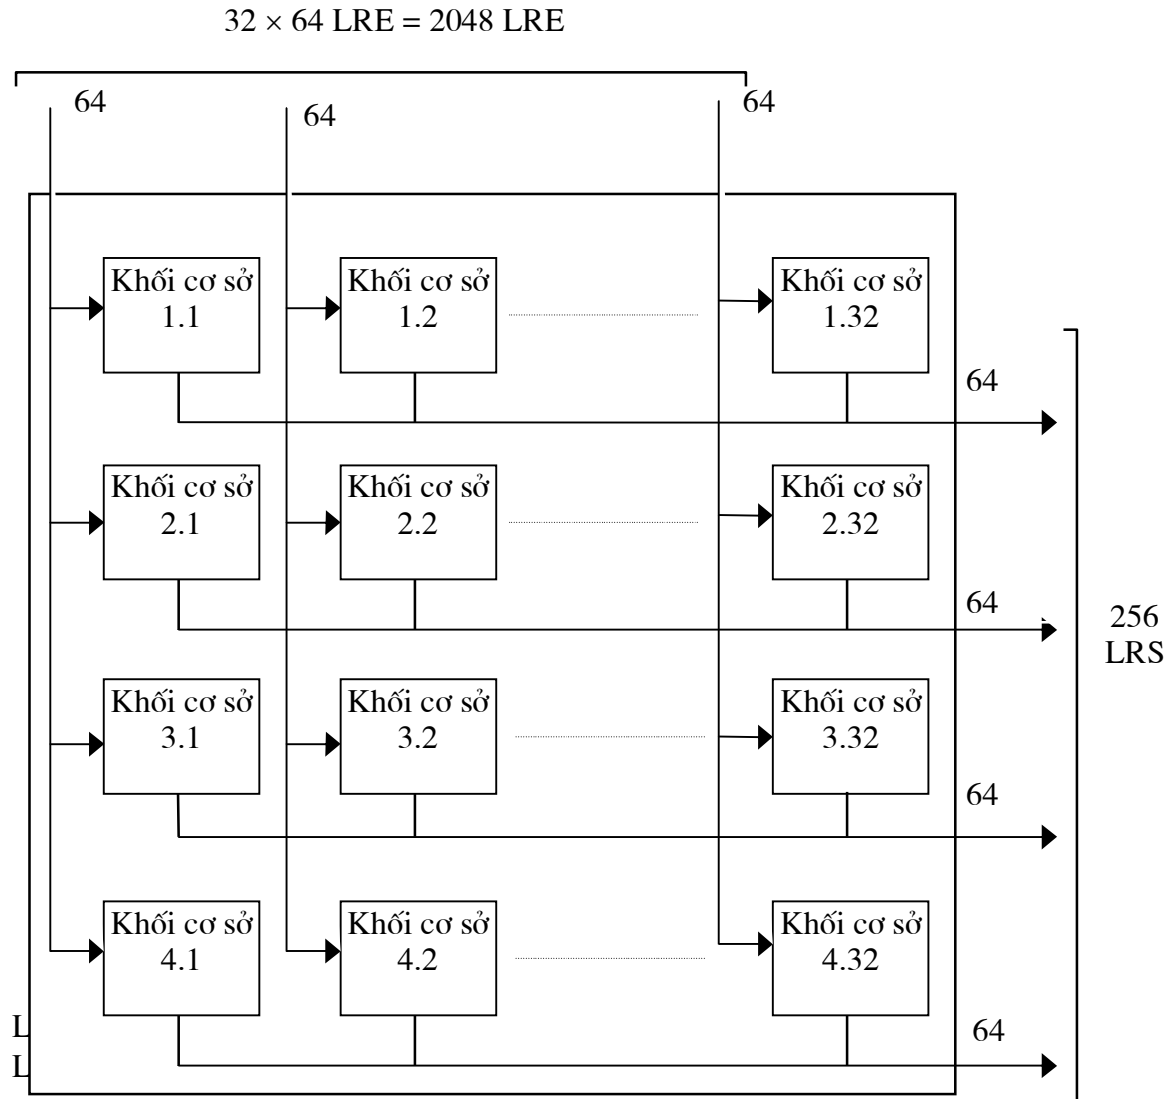 32 × 64 LRE = 2048 LRE
64
64
64
Khối cơ sở
1.1
Khối cơ sở
1.2
Khối cơ sở
1.32
64
Khối cơ sở
2.1
Khối cơ sở
2.2
Khối cơ sở
2.32
64
256
LRS
Khối cơ sở
3.1
Khối cơ sở
3.2
Khối cơ sở
3.32
64
Khối cơ sở
4.1
Khối cơ sở
4.2
Khối cơ sở
4.32
64
L
L